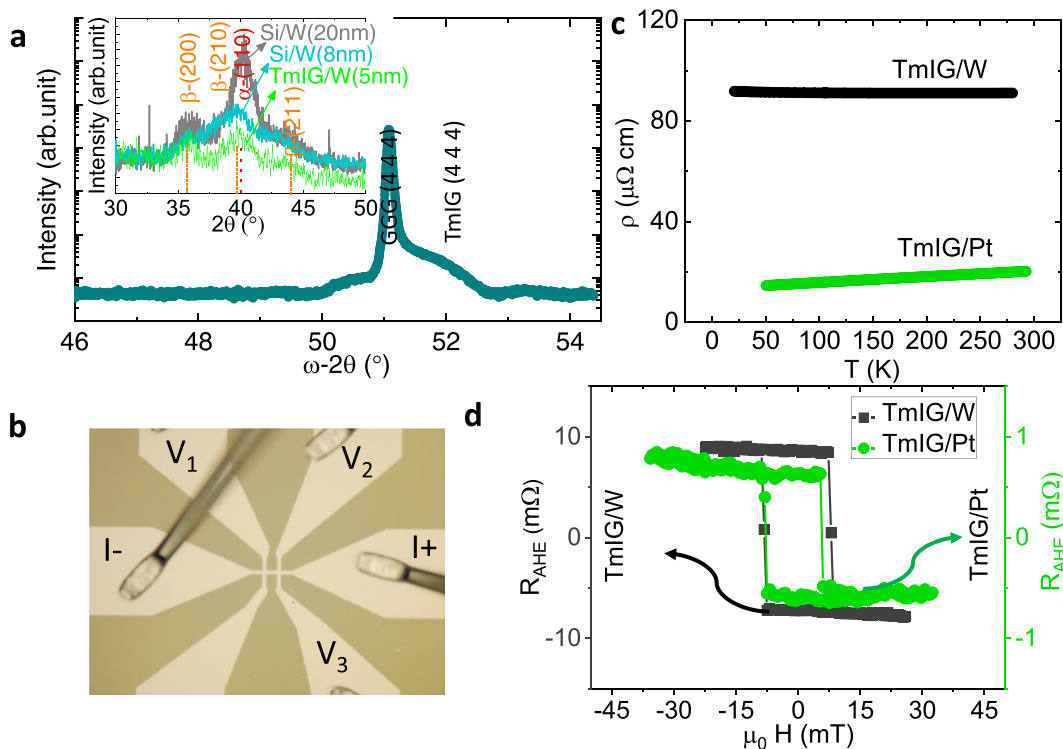 a
Intensity (arb.unit)
ω-2θ (°)
46
48
50
52
54
GGG (4 4 4)
TmIG (4 4 4)
Intensity (arb.unit)
2θ (°)
30
35
40
45
50
β-(200)
β-(210)
α-(110)
(211)
Si/W(20nm)
Si/W(8nm)
TmIG/W(5nm)
c
ρ (μΩ cm)
120
80
40
0
TmIG/W
TmIG/Pt
0
50
100
150
200
250
300
T (K)
b
V1
V2
I-
I+
V3
d
TmIG/W
TmIG/Pt
R_AHE (mΩ)
10
0
-10
TmIG/W
TmIG/Pt
1
0
-1
R_AHE (mΩ)
-45
-30
-15
0
15
30
45
μ0 H (mT)